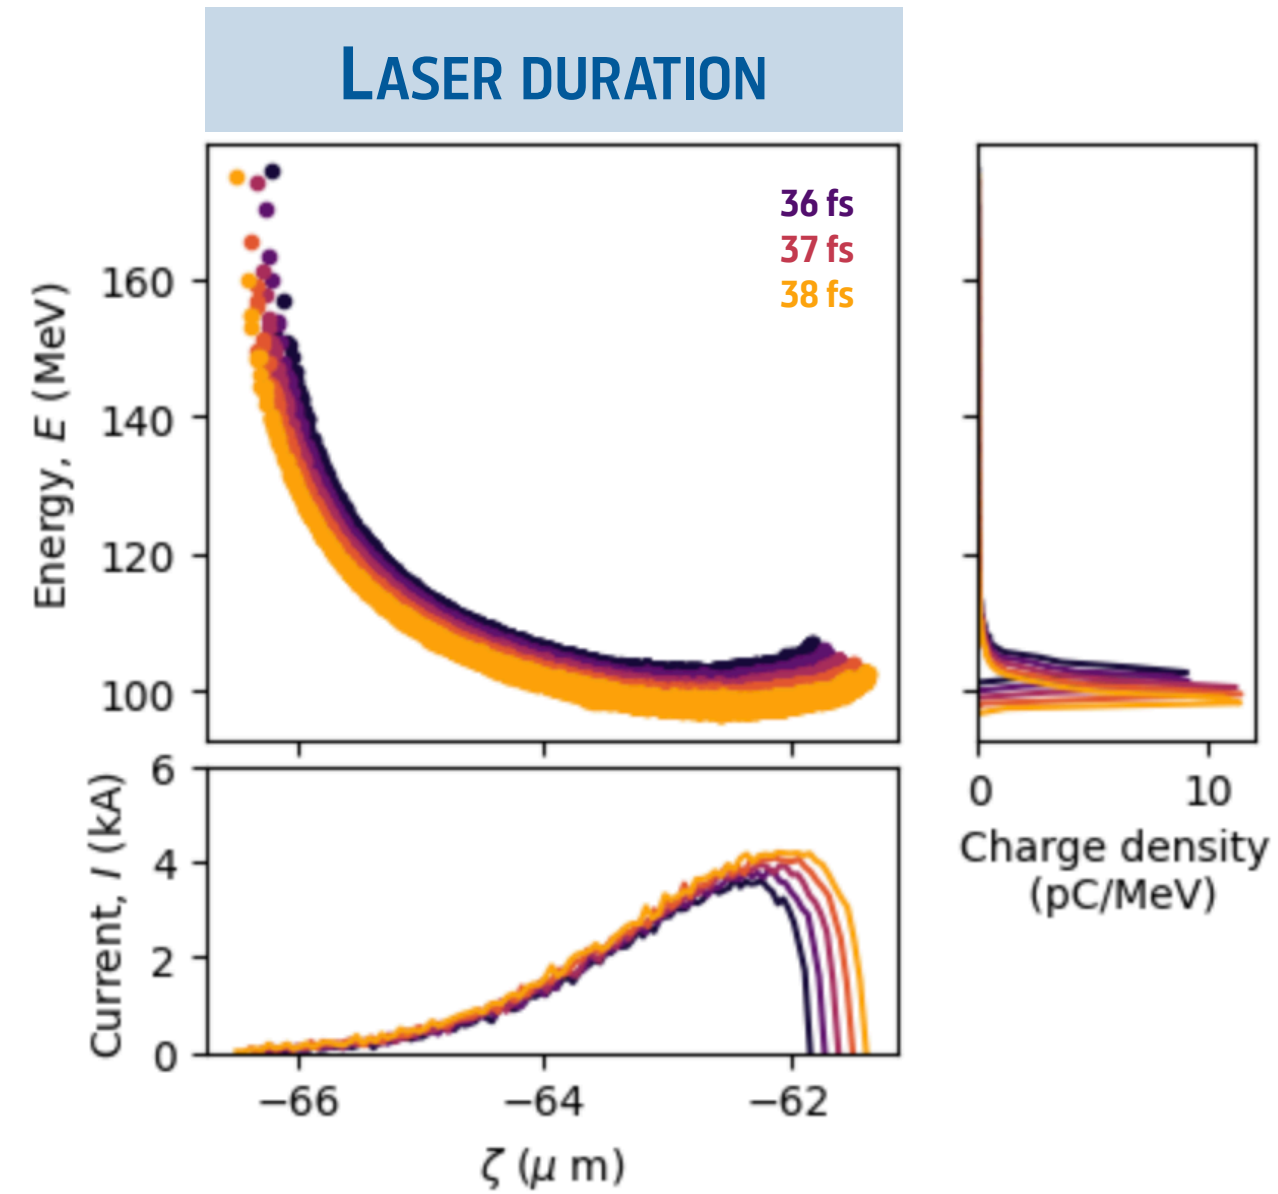 LASER DURATION
36 fs
37 fs
38 fs
Energy, E (MeV)
160
140
120
100
0
10
Charge density
(pC/MeV)
Current, I (kA)
6
4
2
0
−66
−64
−62
ζ (μ m)